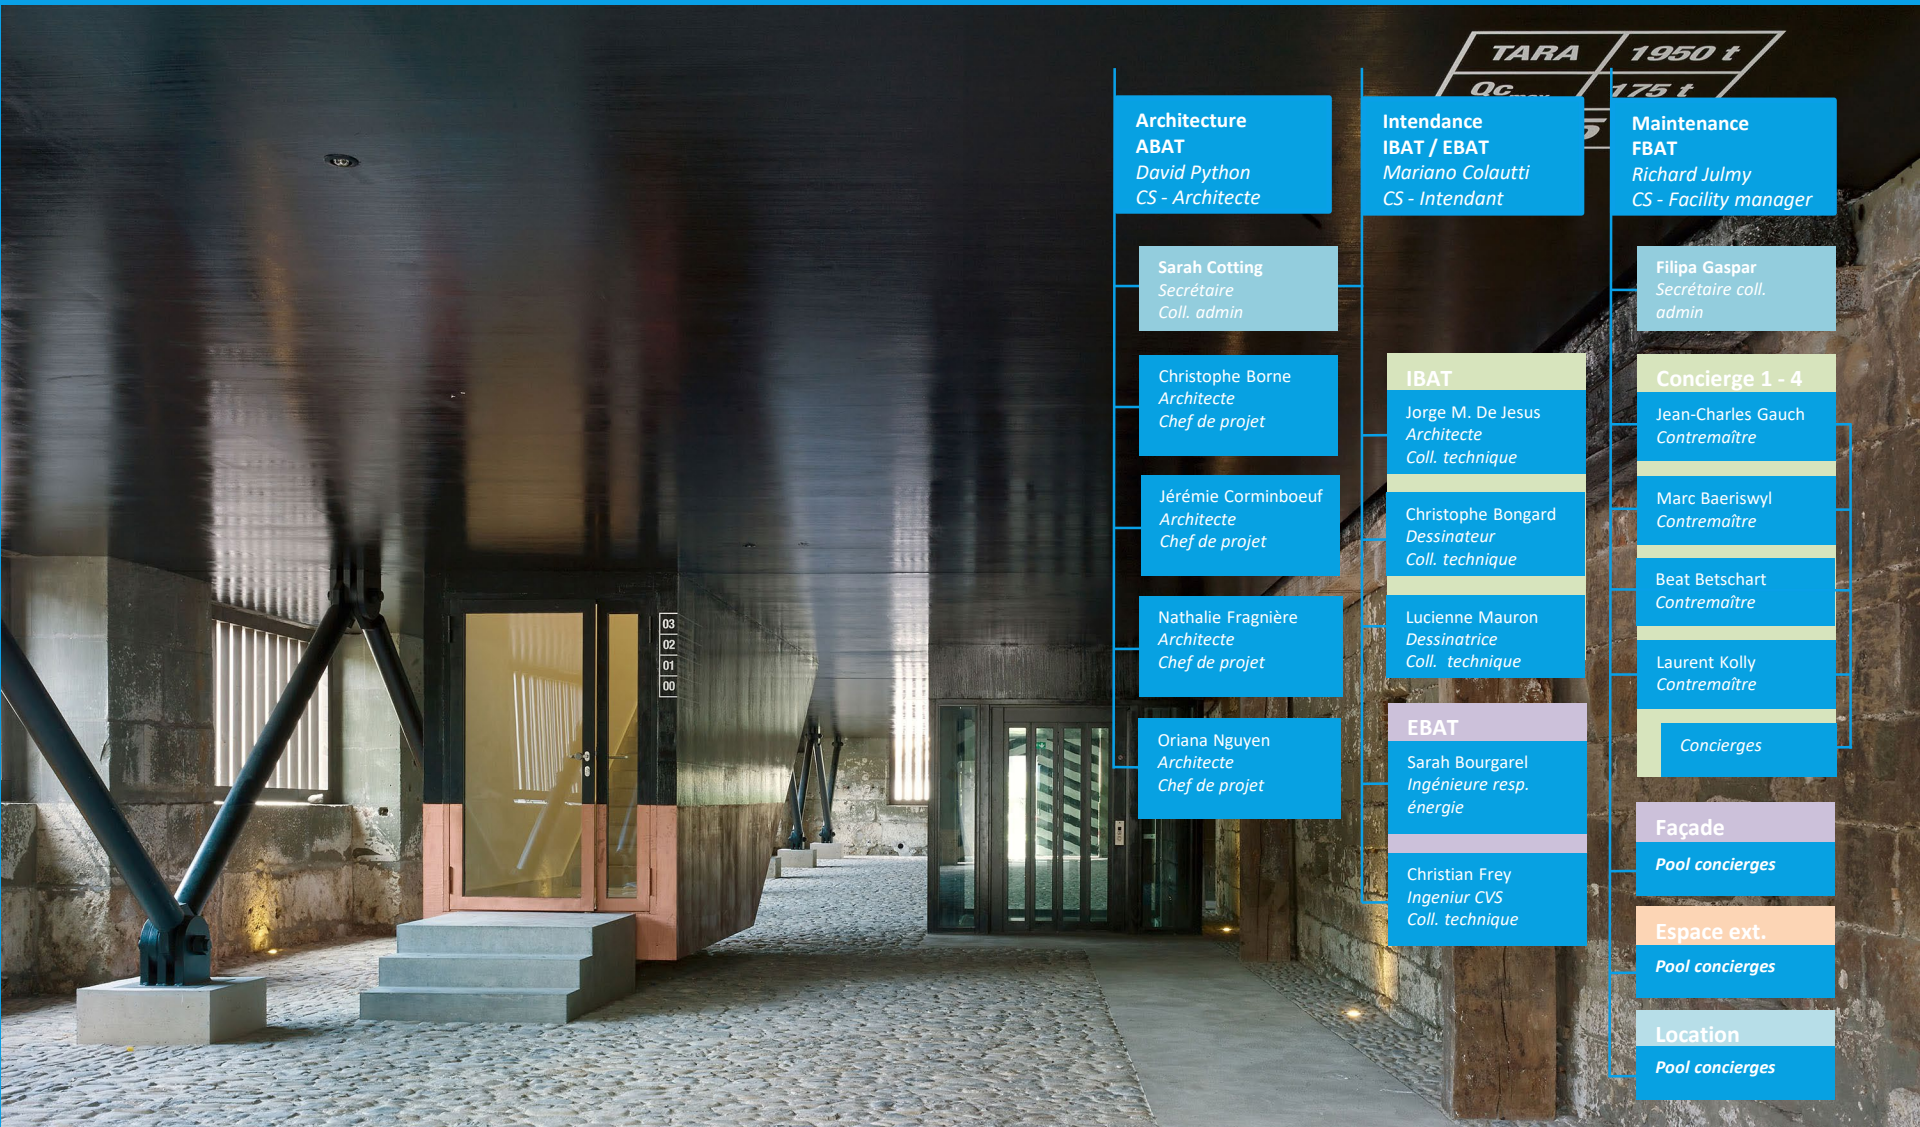 TARA 1950 t
Qc max 175 t
5
Architecture
ABAT
David Python
CS - Architecte
Sarah Cotting
Secrétaire
Coll. admin
Christophe Borne
Architecte
Chef de projet
Jérémie Corminboeuf
Architecte
Chef de projet
Nathalie Fragnière
Architecte
Chef de projet
Oriana Nguyen
Architecte
Chef de projet
Intendance
IBAT / EBAT
Mariano Colautti
CS - Intendant
IBAT
Jorge M. De Jesus
Architecte
Coll. technique
Christophe Bongard
Dessinateur
Coll. technique
Lucienne Mauron
Dessinatrice
Coll. technique
EBAT
Sarah Bourgarel
Ingénieure resp.
énergie
Christian Frey
Ingeniur CVS
Coll. technique
Maintenance
FBAT
Richard Julmy
CS - Facility manager
Filipa Gaspar
Secrétaire coll.
admin
Concierge 1 - 4
Jean-Charles Gauch
Contremaître
Marc Baeriswyl
Contremaître
Beat Betschart
Contremaître
Laurent Kolly
Contremaître
Concierges
Façade
Pool concierges
Espace ext.
Pool concierges
Location
Pool concierges
03
02
01
00